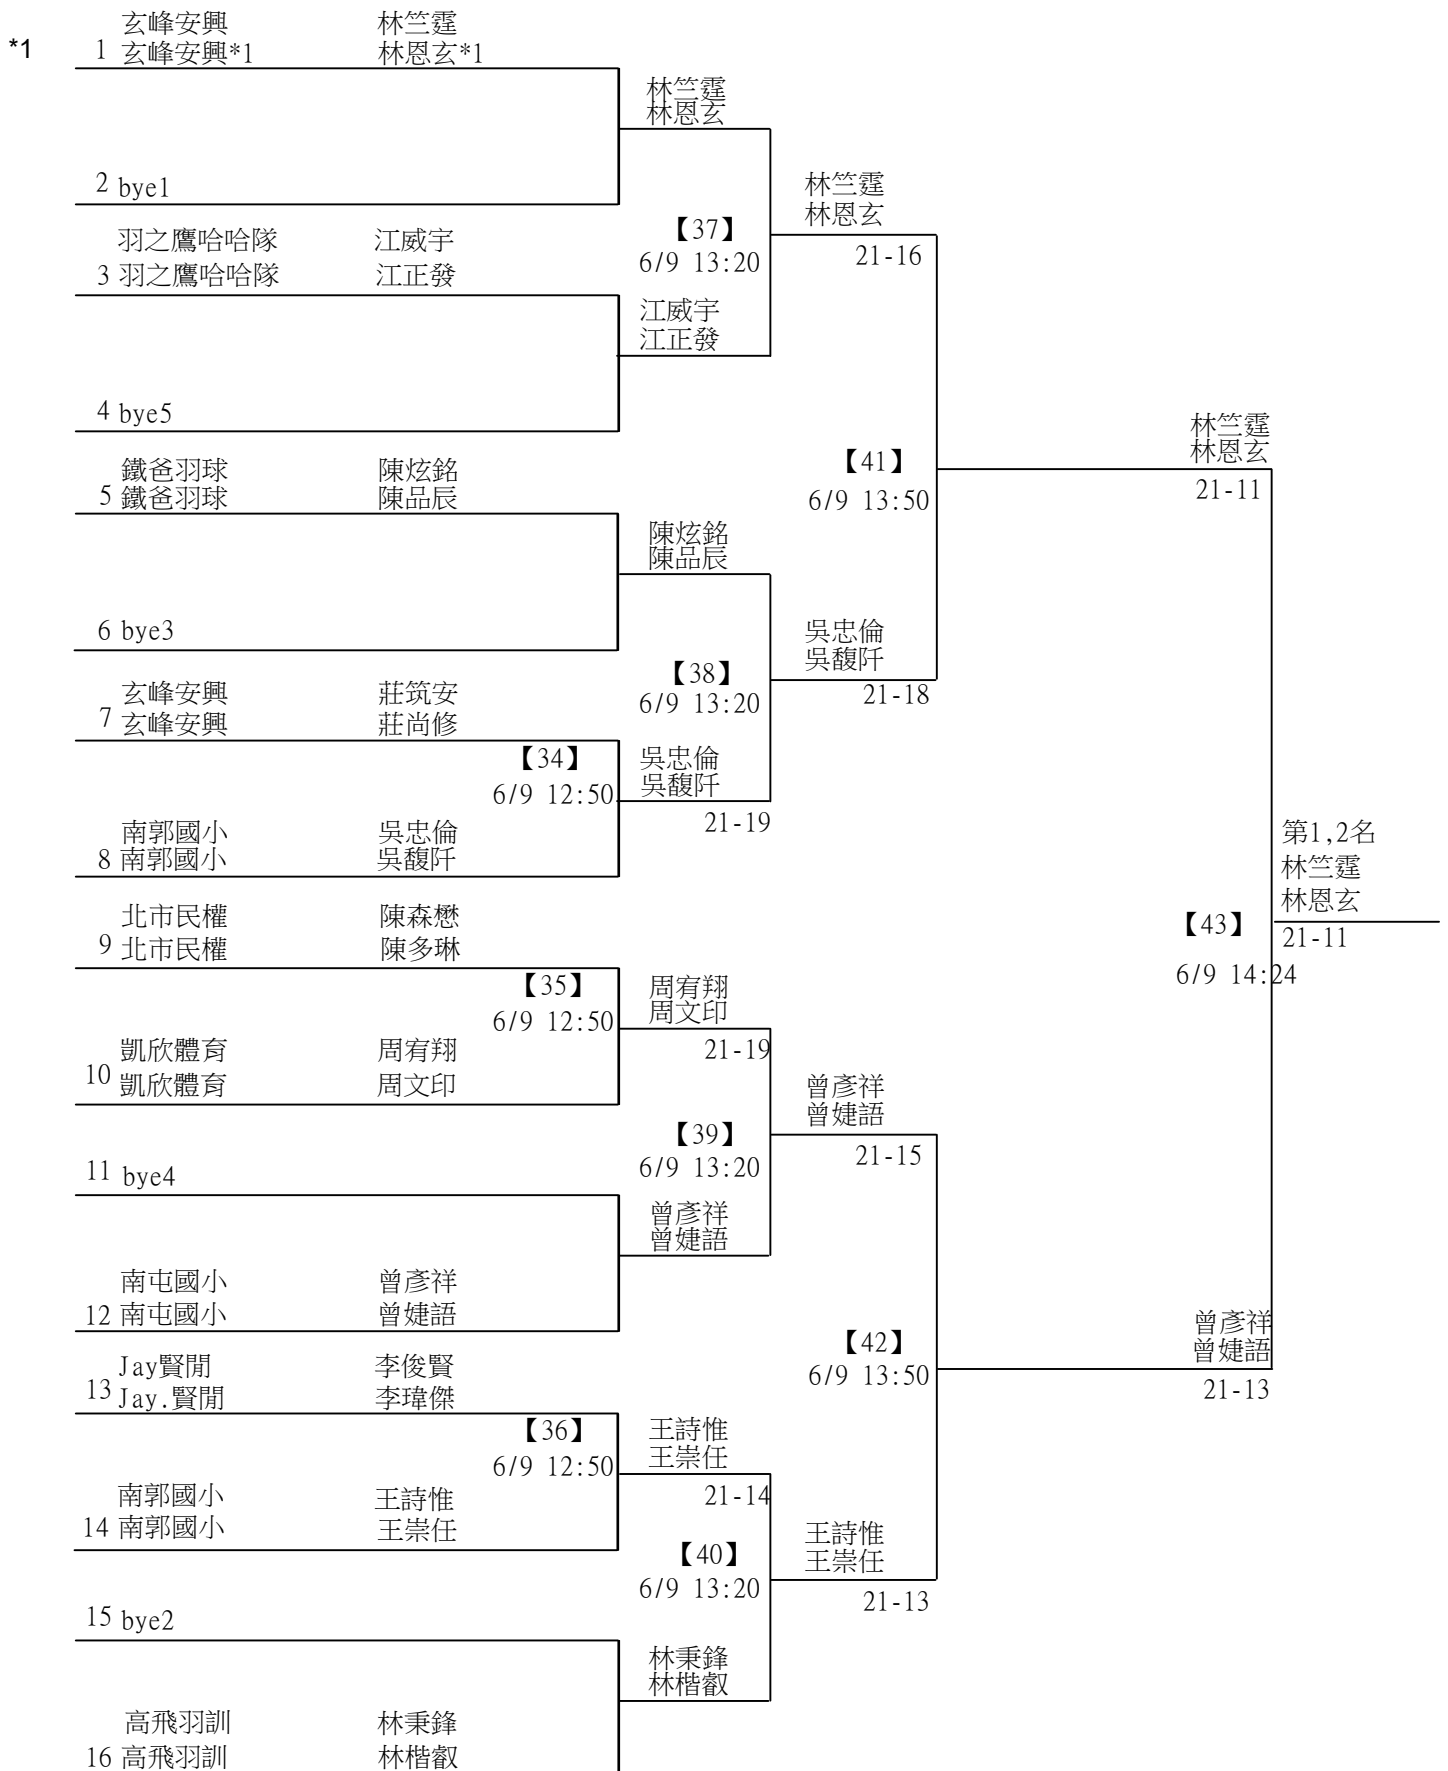 *1
玄峰安興 林竺霆
1 玄峰安興*1 林恩玄*1
林竺霆
林恩玄
2 bye1
林竺霆
林恩玄
21-16
【37】
6/9 13:20
羽之鷹哈哈隊 江威宇
3 羽之鷹哈哈隊 江正發
江威宇
江正發
4 bye5
林竺霆
林恩玄
21-11
【41】
6/9 13:50
鐵爸羽球 陳炫銘
5 鐵爸羽球 陳品辰
陳炫銘
陳品辰
6 bye3
吳忠倫
吳馥阡
21-18
【38】
6/9 13:20
玄峰安興 莊筑安
7 玄峰安興 莊尚修
【34】
6/9 12:50
吳忠倫
吳馥阡
21-19
南郭國小 吳忠倫
8 南郭國小 吳馥阡
第1,2名
林竺霆
林恩玄
21-11
【43】
6/9 14:24
北市民權 陳森懋
9 北市民權 陳多琳
【35】
6/9 12:50
周宥翔
周文印
21-19
凱欣體育 周宥翔
10 凱欣體育 周文印
曾彥祥
曾婕語
21-15
【39】
6/9 13:20
11 bye4
曾彥祥
曾婕語
南屯國小 曾彥祥
12 南屯國小 曾婕語
曾彥祥
曾婕語
21-13
【42】
6/9 13:50
Jay賢閒 李俊賢
13 Jay.賢閒 李瑋傑
【36】
6/9 12:50
王詩惟
王崇任
21-14
南郭國小 王詩惟
14 南郭國小 王崇任
王詩惟
王崇任
21-13
【40】
6/9 13:20
15 bye2
林秉鋒
林楷叡
高飛羽訓 林秉鋒
16 高飛羽訓 林楷叡